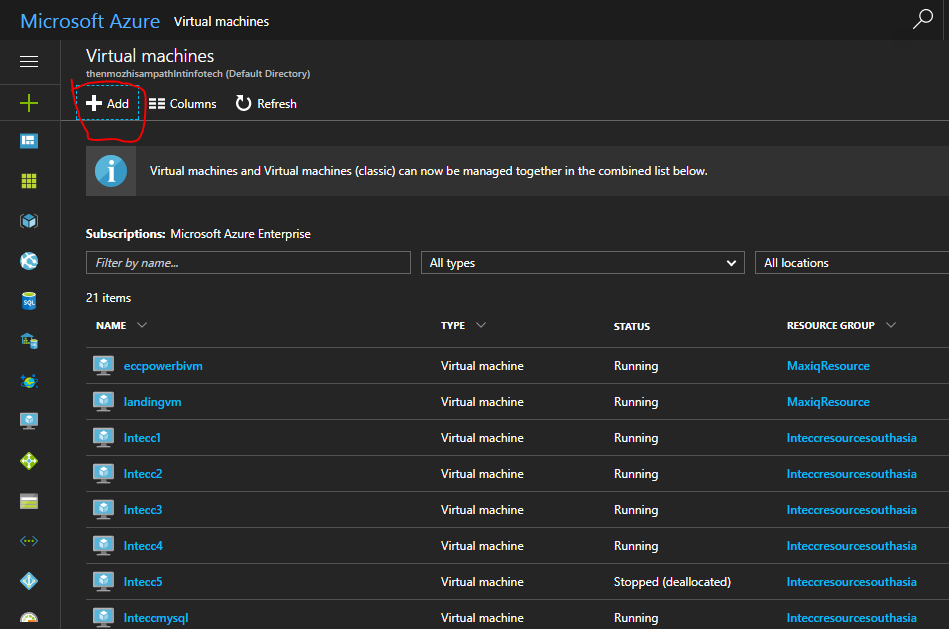 Microsoft Azure Virtual machines
Virtual machines
thenmozhisampathlntinfotech (Default Directory)
Add Columns Refresh
Virtual machines and Virtual machines (classic) can now be managed together in the combined list below.
Subscriptions: Microsoft Azure Enterprise
Filter by name... All types All locations
21 items
NAME TYPE STATUS RESOURCE GROUP
eccpowerbivm Virtual machine Running MaxiqResource
landingvm Virtual machine Running MaxiqResource
Intecc1 Virtual machine Running Inteccresourcesouthasia
Intecc2 Virtual machine Running Inteccresourcesouthasia
Intecc3 Virtual machine Running Inteccresourcesouthasia
Intecc4 Virtual machine Running Inteccresourcesouthasia
Intecc5 Virtual machine Stopped (deallocated) Inteccresourcesouthasia
Inteccmysql Virtual machine Running Inteccresourcesouthasia
SQL